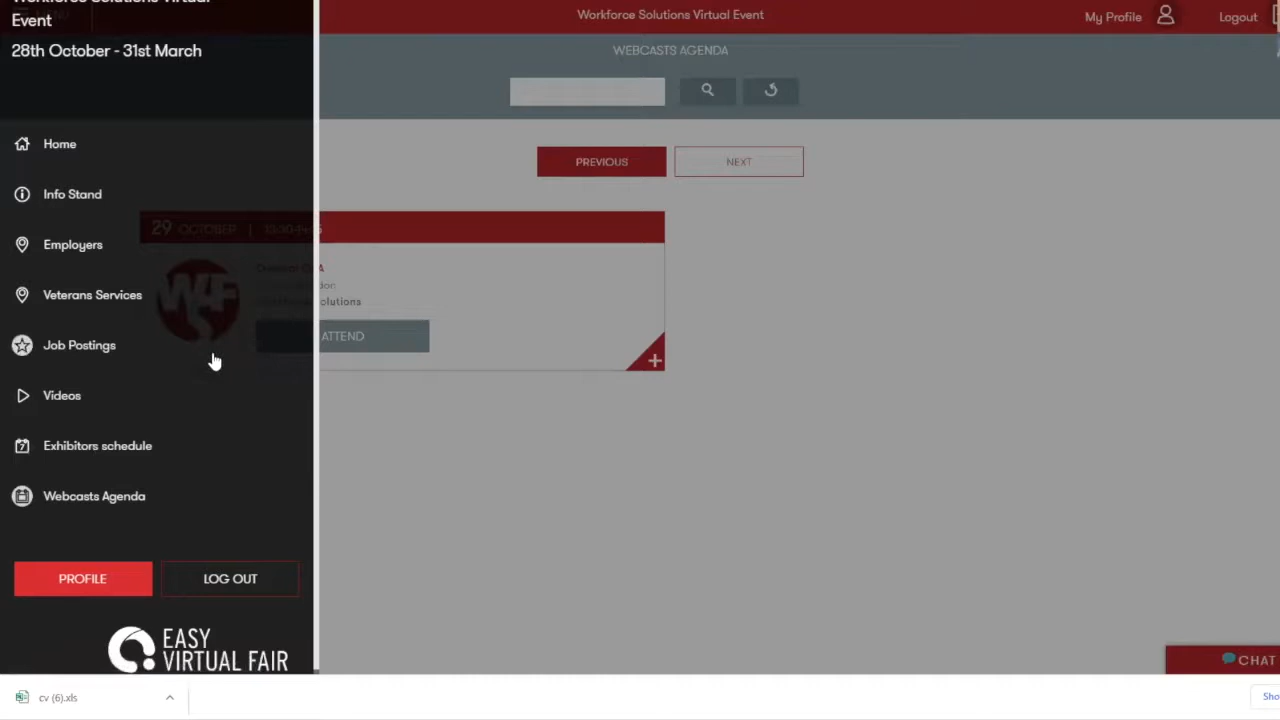 Event
28th October - 31st March
Home
Info Stand
Employers
Veterans Services
Job Postings
Videos
Exhibitors schedule
Webcasts Agenda
PROFILE
LOG OUT
EASY
VIRTUAL FAIR
Workforce Solutions Virtual Event
My Profile
Logout
WEBCASTS AGENDA
PREVIOUS
NEXT
29 OCTOBER |
ATTEND
+
CHAT
cv (6).xls